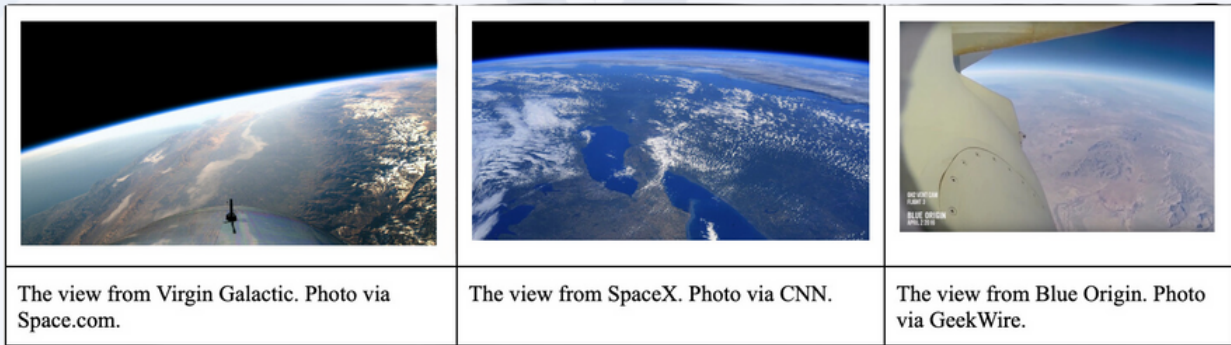 BLUE ORIGIN
The view from Virgin Galactic. Photo via
Space.com.
The view from SpaceX. Photo via CNN.
The view from Blue Origin. Photo
via GeekWire.